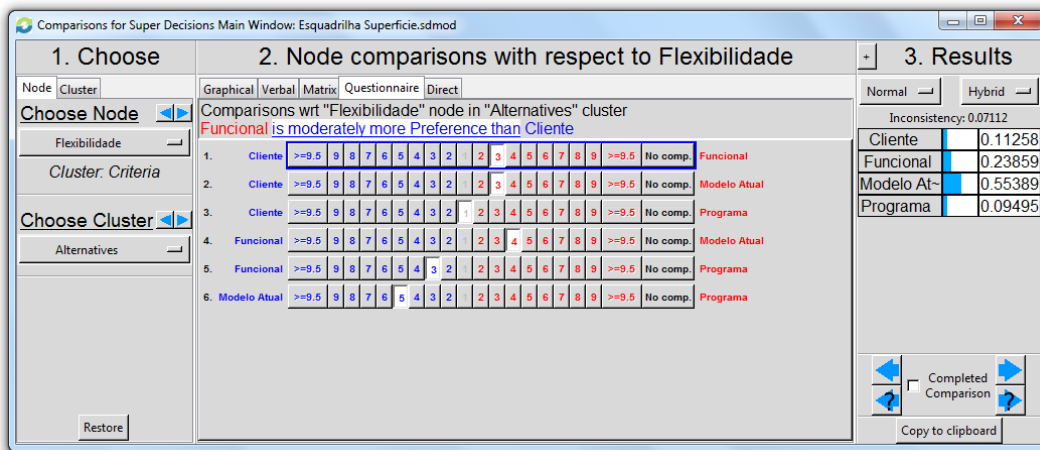 Comparisons for Super Decisions Main Window: Esquadrilha Superficie.sdmod
1. Choose
2. Node comparisons with respect to Flexibilidade
+ 3. Results
Node Cluster
Choose Node
Flexibilidade
Cluster: Criteria
Choose Cluster
Alternatives
Restore
Graphical Verbal Matrix Questionnaire Direct
Comparisons wrt "Flexibilidade" node in "Alternatives" cluster
Funcional is moderately more Preference than Cliente
1. Cliente >=9.5 9 8 7 6 5 4 3 2 1 2 3 4 5 6 7 8 9 >=9.5 No comp. Funcional
2. Cliente >=9.5 9 8 7 6 5 4 3 2 1 2 3 4 5 6 7 8 9 >=9.5 No comp. Modelo Atual
3. Cliente >=9.5 9 8 7 6 5 4 3 2 1 2 3 4 5 6 7 8 9 >=9.5 No comp. Programa
4. Funcional >=9.5 9 8 7 6 5 4 3 2 1 2 3 4 5 6 7 8 9 >=9.5 No comp. Modelo Atual
5. Funcional >=9.5 9 8 7 6 5 4 3 2 1 2 3 4 5 6 7 8 9 >=9.5 No comp. Programa
6. Modelo Atual >=9.5 9 8 7 6 5 4 3 2 1 2 3 4 5 6 7 8 9 >=9.5 No comp. Programa
Normal Hybrid
Inconsistency: 0.07112
Cliente 0.11258
Funcional 0.23859
Modelo At~ 0.55389
Programa 0.09495
Completed
Comparison
? ?
Copy to clipboard